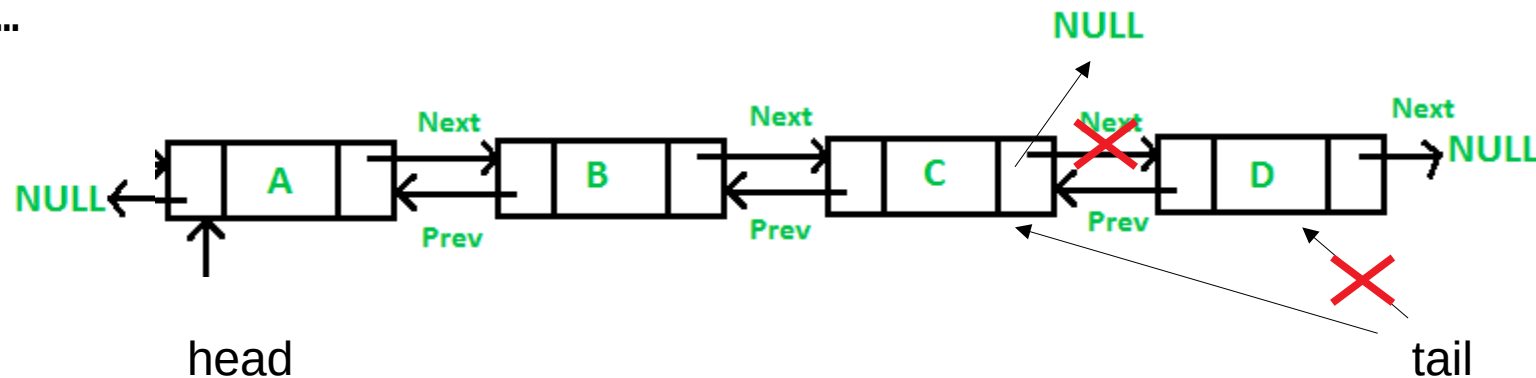 ...
NULL
Next
Next
Next
Next
NULL
A
B
C
D
NULL
Prev
Prev
Prev
head
tail